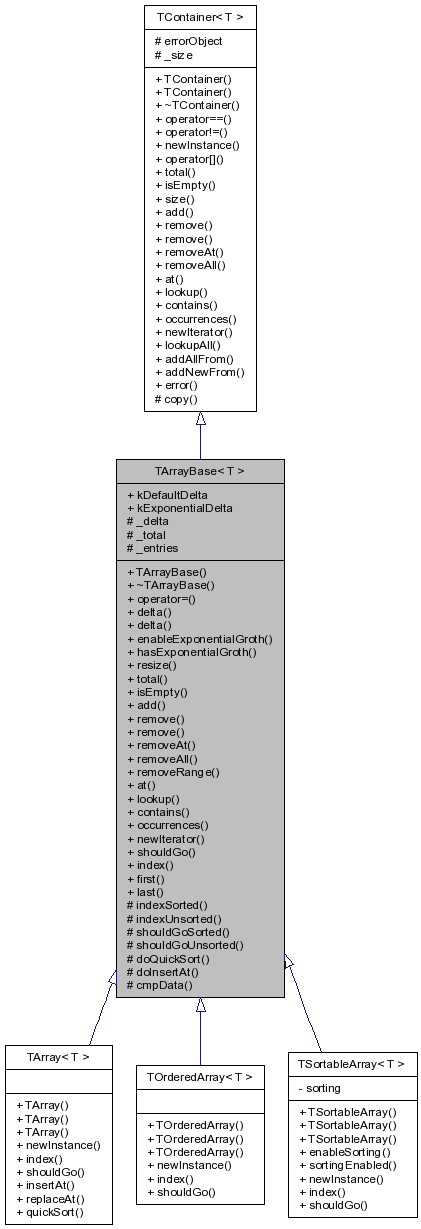 TContainer< T >
# errorObject
# _size
+ TContainer()
+ TContainer()
+ ~TContainer()
+ operator==()
+ operator!=()
+ newInstance()
+ operator[]()
+ total()
+ isEmpty()
+ size()
+ add()
+ remove()
+ remove()
+ removeAt()
+ removeAll()
+ at()
+ lookup()
+ contains()
+ occurrences()
+ newIterator()
+ lookupAll()
+ addAllFrom()
+ addNewFrom()
+ error()
# copy()
TArrayBase< T >
+ kDefaultDelta
+ kExponentialDelta
# _delta
# _total
# _entries
+ TArrayBase()
+ ~TArrayBase()
+ operator=()
+ delta()
+ delta()
+ enableExponentialGroth()
+ hasExponentialGroth()
+ resize()
+ total()
+ isEmpty()
+ add()
+ remove()
+ remove()
+ removeAt()
+ removeAll()
+ removeRange()
+ at()
+ lookup()
+ contains()
+ occurrences()
+ newIterator()
+ shouldGo()
+ index()
+ first()
+ last()
# indexSorted()
# indexUnsorted()
# shouldGoSorted()
# shouldGoUnsorted()
# doQuickSort()
# doInsertAt()
# cmpData()
TArray< T >
+ TArray()
+ TArray()
+ TArray()
+ newInstance()
+ index()
+ shouldGo()
+ insertAt()
+ replaceAt()
+ quickSort()
TOrderedArray< T >
+ TOrderedArray()
+ TOrderedArray()
+ TOrderedArray()
+ newInstance()
+ index()
+ shouldGo()
TSortableArray< T >
- sorting
+ TSortableArray()
+ TSortableArray()
+ TSortableArray()
+ enableSorting()
+ sortingEnabled()
+ newInstance()
+ index()
+ shouldGo()